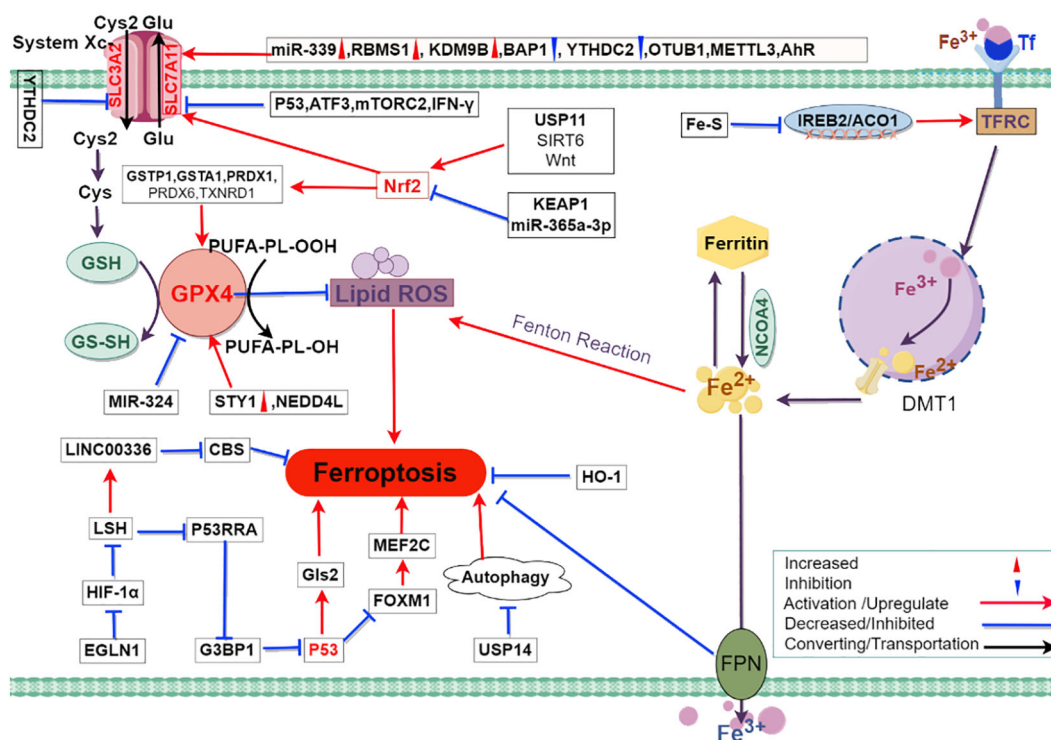 Cys2 Glu
System Xc-
SLC3A2
SLC7A11
miR-339 ,RBMS1 , KDM9B ,BAP1 , YTHDC2 ,OTUB1,METTL3,AhR
Fe3+
Tf
YTHDC2
P53,ATF3,mTORC2,IFN-γ
Fe-S
IREB2/ACO1
TFRC
Cys2
Glu
USP11
SIRT6
Wnt
Cys
GSTP1,GSTA1,PRDX1,
PRDX6,TXNRD1
Nrf2
KEAP1
miR-365a-3p
PUFA-PL-OOH
GSH
GPX4
Lipid ROS
Ferritin
NCOA4
Fe3+
Fenton Reaction
GS-SH
PUFA-PL-OH
Fe2+
Fe2+
DMT1
MIR-324
STY1 ,NEDD4L
LINC00336
CBS
Ferroptosis
HO-1
LSH
P53RRA
MEF2C
Gls2
Autophagy
HIF-1α
FOXM1
EGLN1
G3BP1
P53
USP14
FPN
Fe3+
Increased
Inhibition
Activation /Upregulate
Decreased/Inhibited
Converting/Transportation